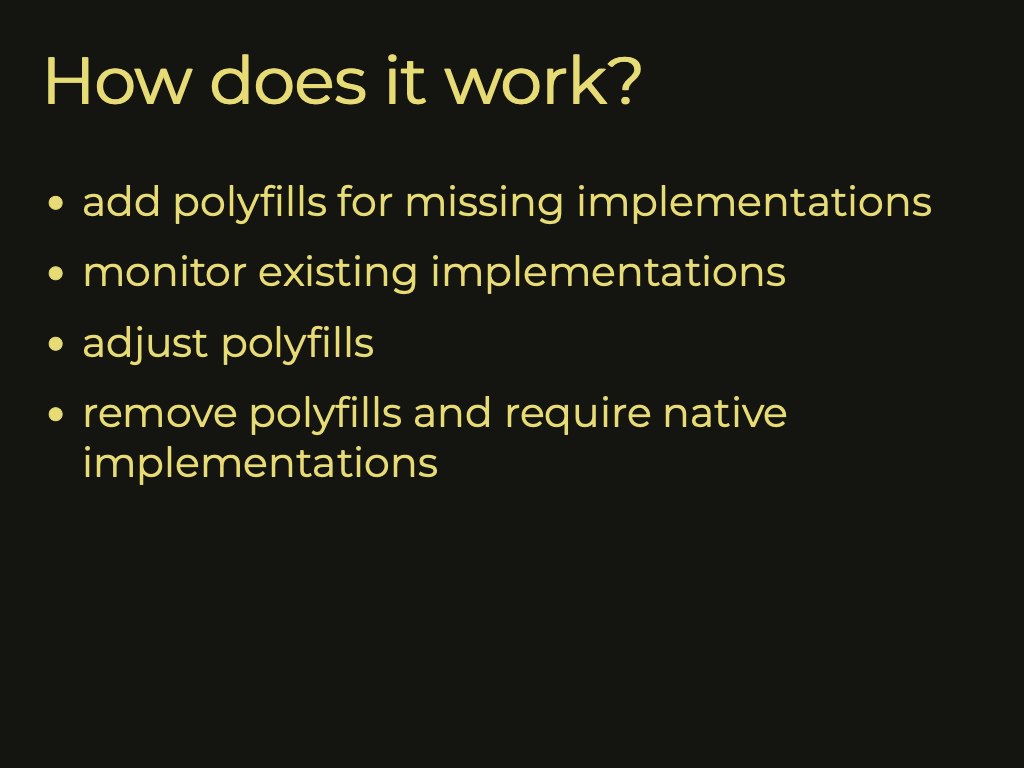 How does it work?
• add polyfills for missing implementations
• monitor existing implementations
• adjust polyfills
• remove polyfills and require native
implementations